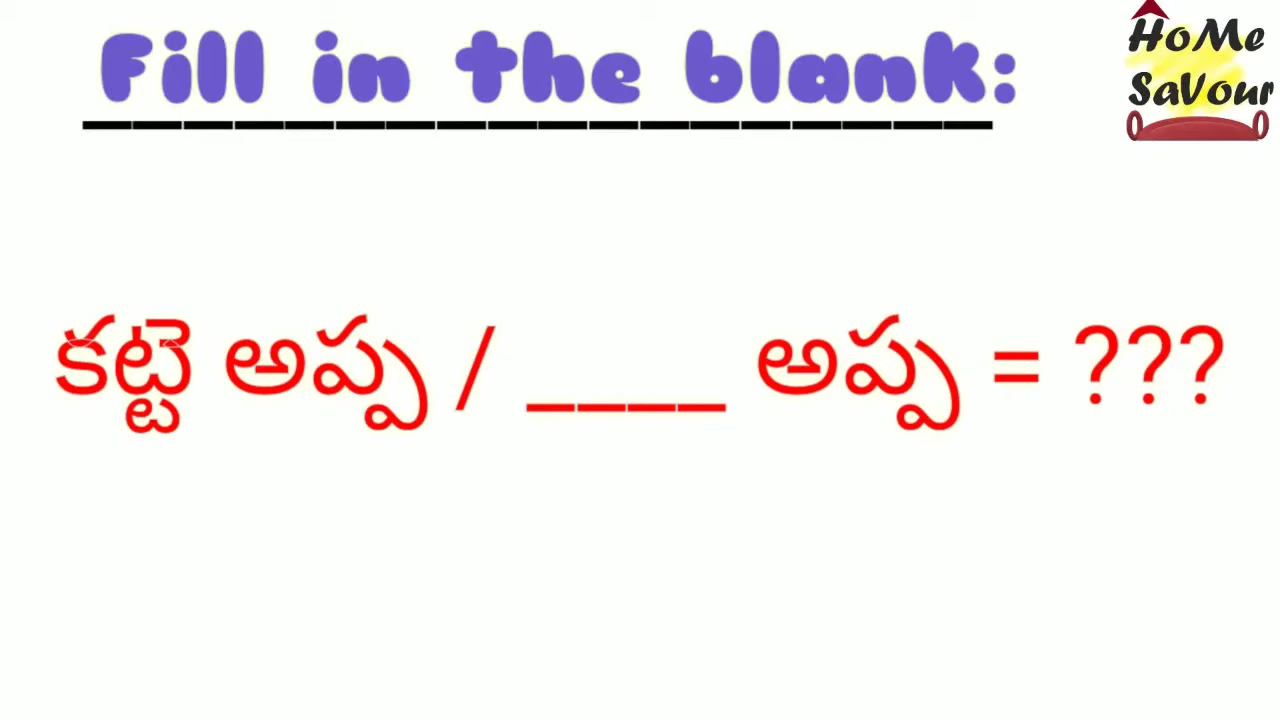 Fill in the blank:
HoMe
SaVour
కట్టె అప్ప / ____ అప్ప = ???